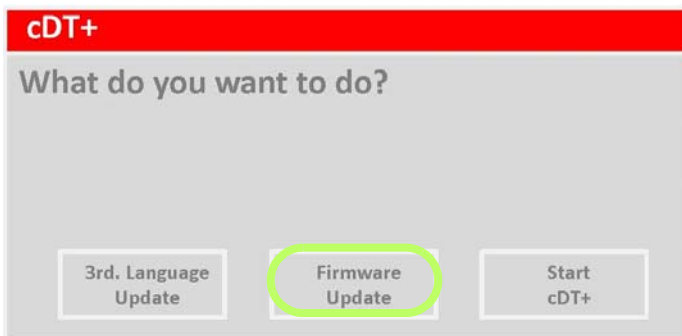 cDT+
What do you want to do?
3rd. Language
Update
Firmware
Update
Start
cDT+